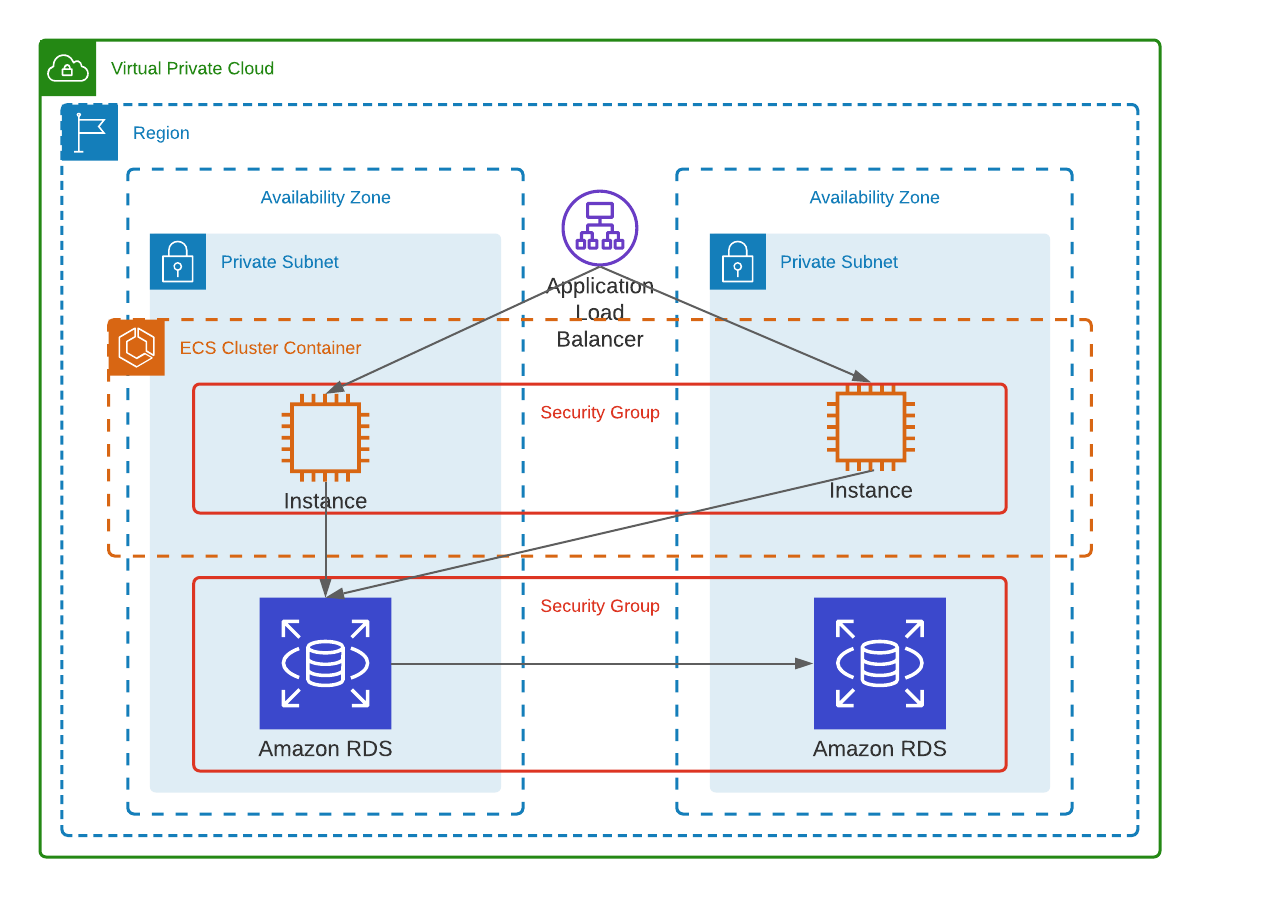 Virtual Private Cloud
Region
Availability Zone
Availability Zone
Private Subnet
Private Subnet
Application
Load
Balancer
ECS Cluster Container
Security Group
Instance
Instance
Security Group
Amazon RDS
Amazon RDS